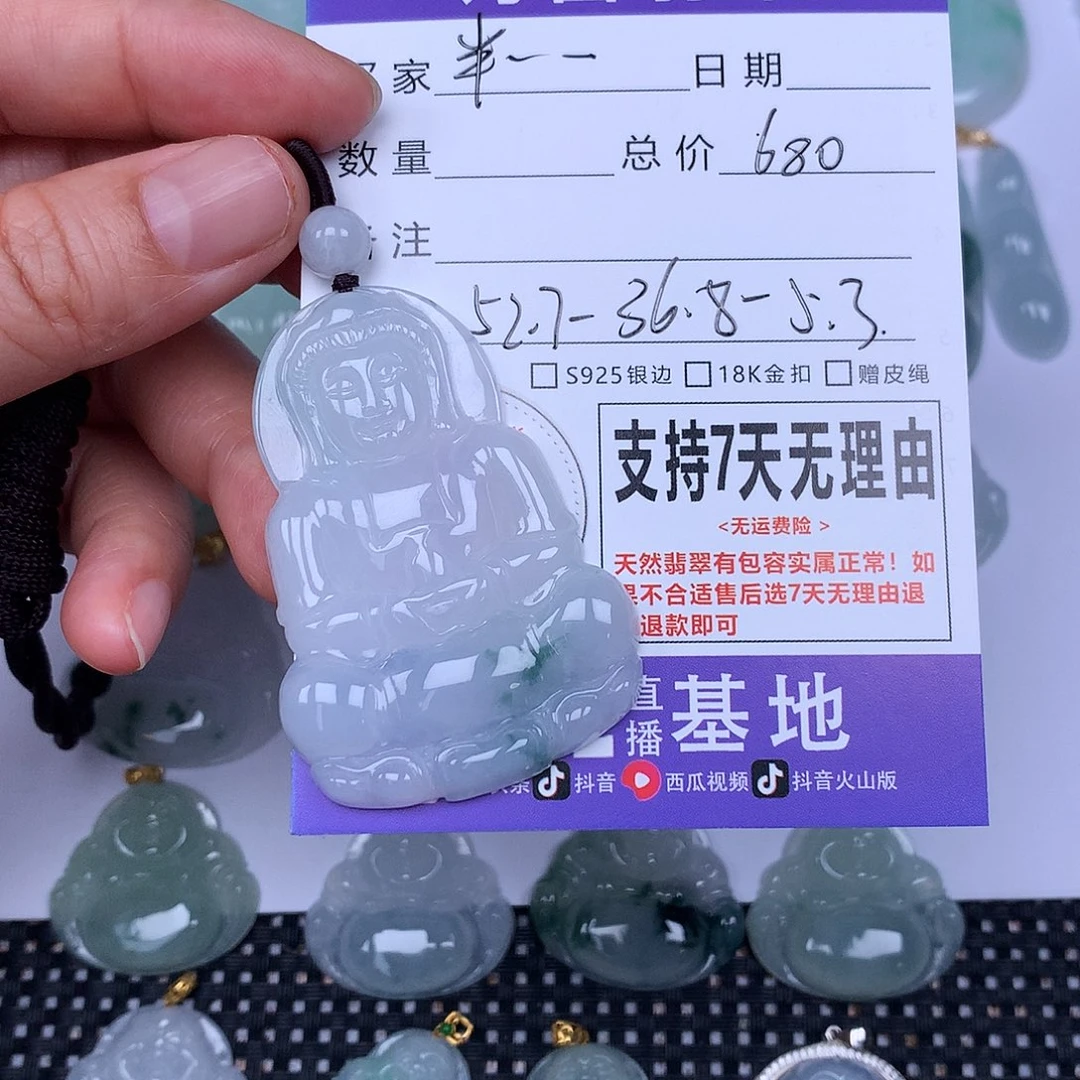 家 半一一 日期
数量 总价 680
注
52.7-36.8-5.3
S925银边 18K金扣 赠皮绳
支持7天无理由
<无运费险>
天然翡翠有包容实属正常！如
果不合适售后选7天无理由退
退款即可
直播基地
抖音 西瓜视频 抖音火山版